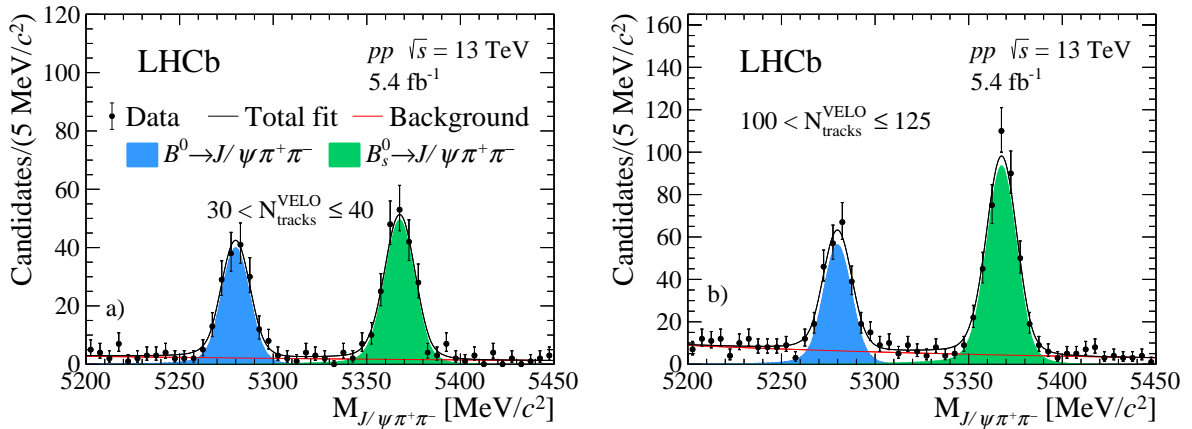 120
100
80
60
40
20
0
Candidates/(5 MeV/c²)
LHCb
pp √s = 13 TeV
5.4 fb⁻¹
Data
Total fit
Background
B⁰→J/ψπ⁺π⁻
Bₛ⁰→J/ψπ⁺π⁻
30 < N^VELO_tracks ≤ 40
a)
5200
5250
5300
5350
5400
5450
M_J/ψπ⁺π⁻ [MeV/c²]
160
140
120
100
80
60
40
20
0
Candidates/(5 MeV/c²)
LHCb
pp √s = 13 TeV
5.4 fb⁻¹
100 < N^VELO_tracks ≤ 125
b)
5200
5250
5300
5350
5400
5450
M_J/ψπ⁺π⁻ [MeV/c²]